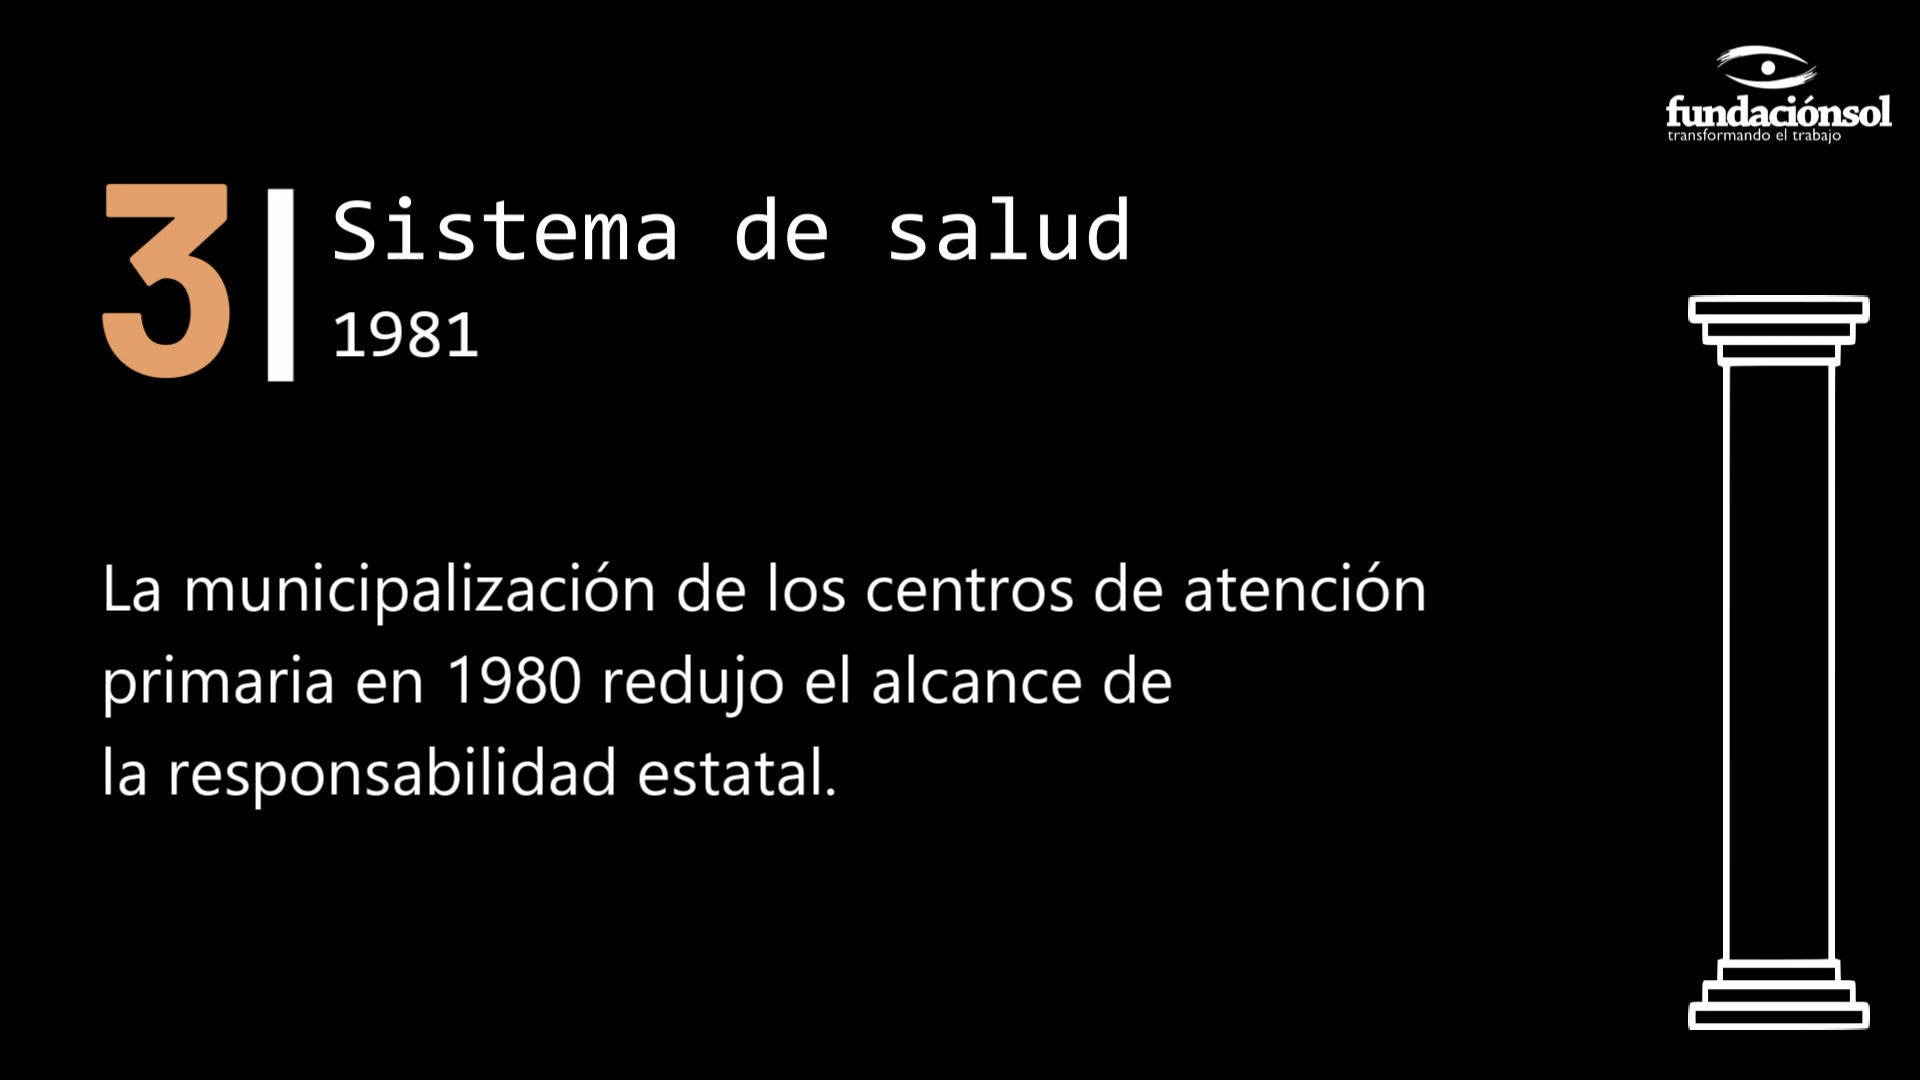 fundaciónsol
transformando el trabajo
3
Sistema de salud
1981
La municipalización de los centros de atención
primaria en 1980 redujo el alcance de
la responsabilidad estatal.